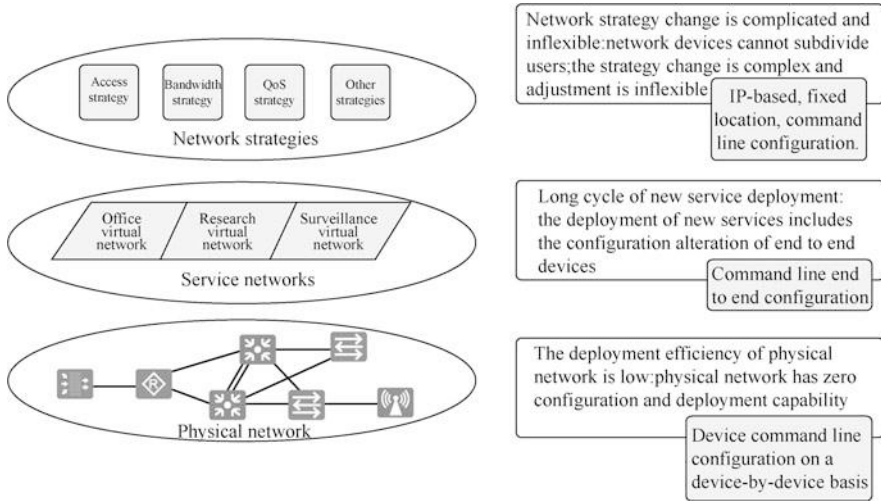 Access
strategy
Bandwidth
strategy
QoS
strategy
Other
strategies
Network strategies
Network strategy change is complicated and
inflexible:network devices cannot subdivide
users;the strategy change is complex and
adjustment is inflexible
IP-based, fixed
location, command
line configuration.
Office
virtual
network
Research
virtual
network
Surveillance
virtual
network
Service networks
Long cycle of new service deployment:
the deployment of new services includes
the configuration alteration of end to end
devices
Command line end
to end configuration
R
Physical network
The deployment efficiency of physical
network is low:physical network has zero
configuration and deployment capability
Device command line
configuration on a
device-by-device basis